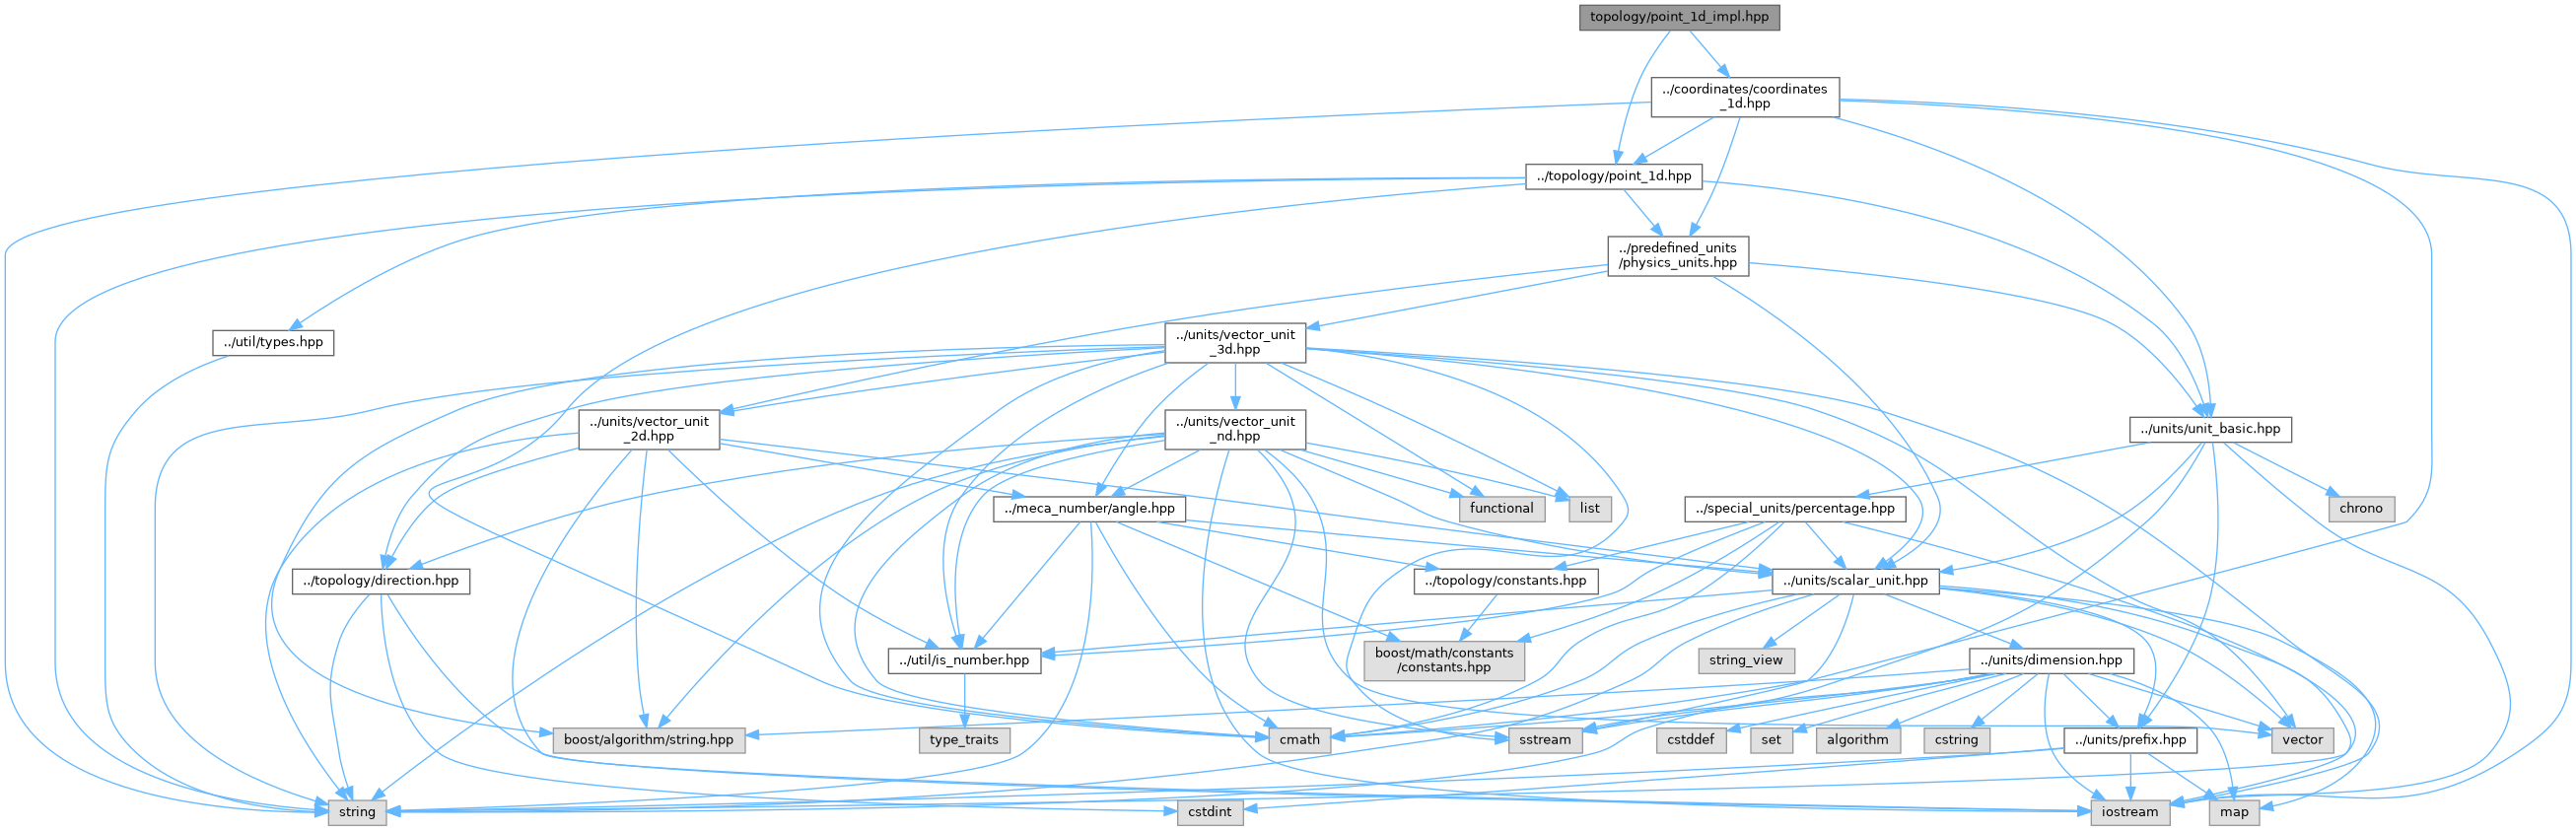 topology/point_1d_impl.hpp
../coordinates/coordinates
_1d.hpp
../topology/point_1d.hpp
../predefined_units
/physics_units.hpp
../util/types.hpp
../units/vector_unit
_3d.hpp
../units/vector_unit
_2d.hpp
../units/vector_unit
_nd.hpp
../units/unit_basic.hpp
../meca_number/angle.hpp
functional
list
../special_units/percentage.hpp
chrono
../topology/direction.hpp
../topology/constants.hpp
../units/scalar_unit.hpp
../util/is_number.hpp
boost/math/constants
/constants.hpp
string_view
../units/dimension.hpp
boost/algorithm/string.hpp
type_traits
cmath
sstream
cstddef
set
algorithm
cstring
../units/prefix.hpp
vector
string
cstdint
iostream
map